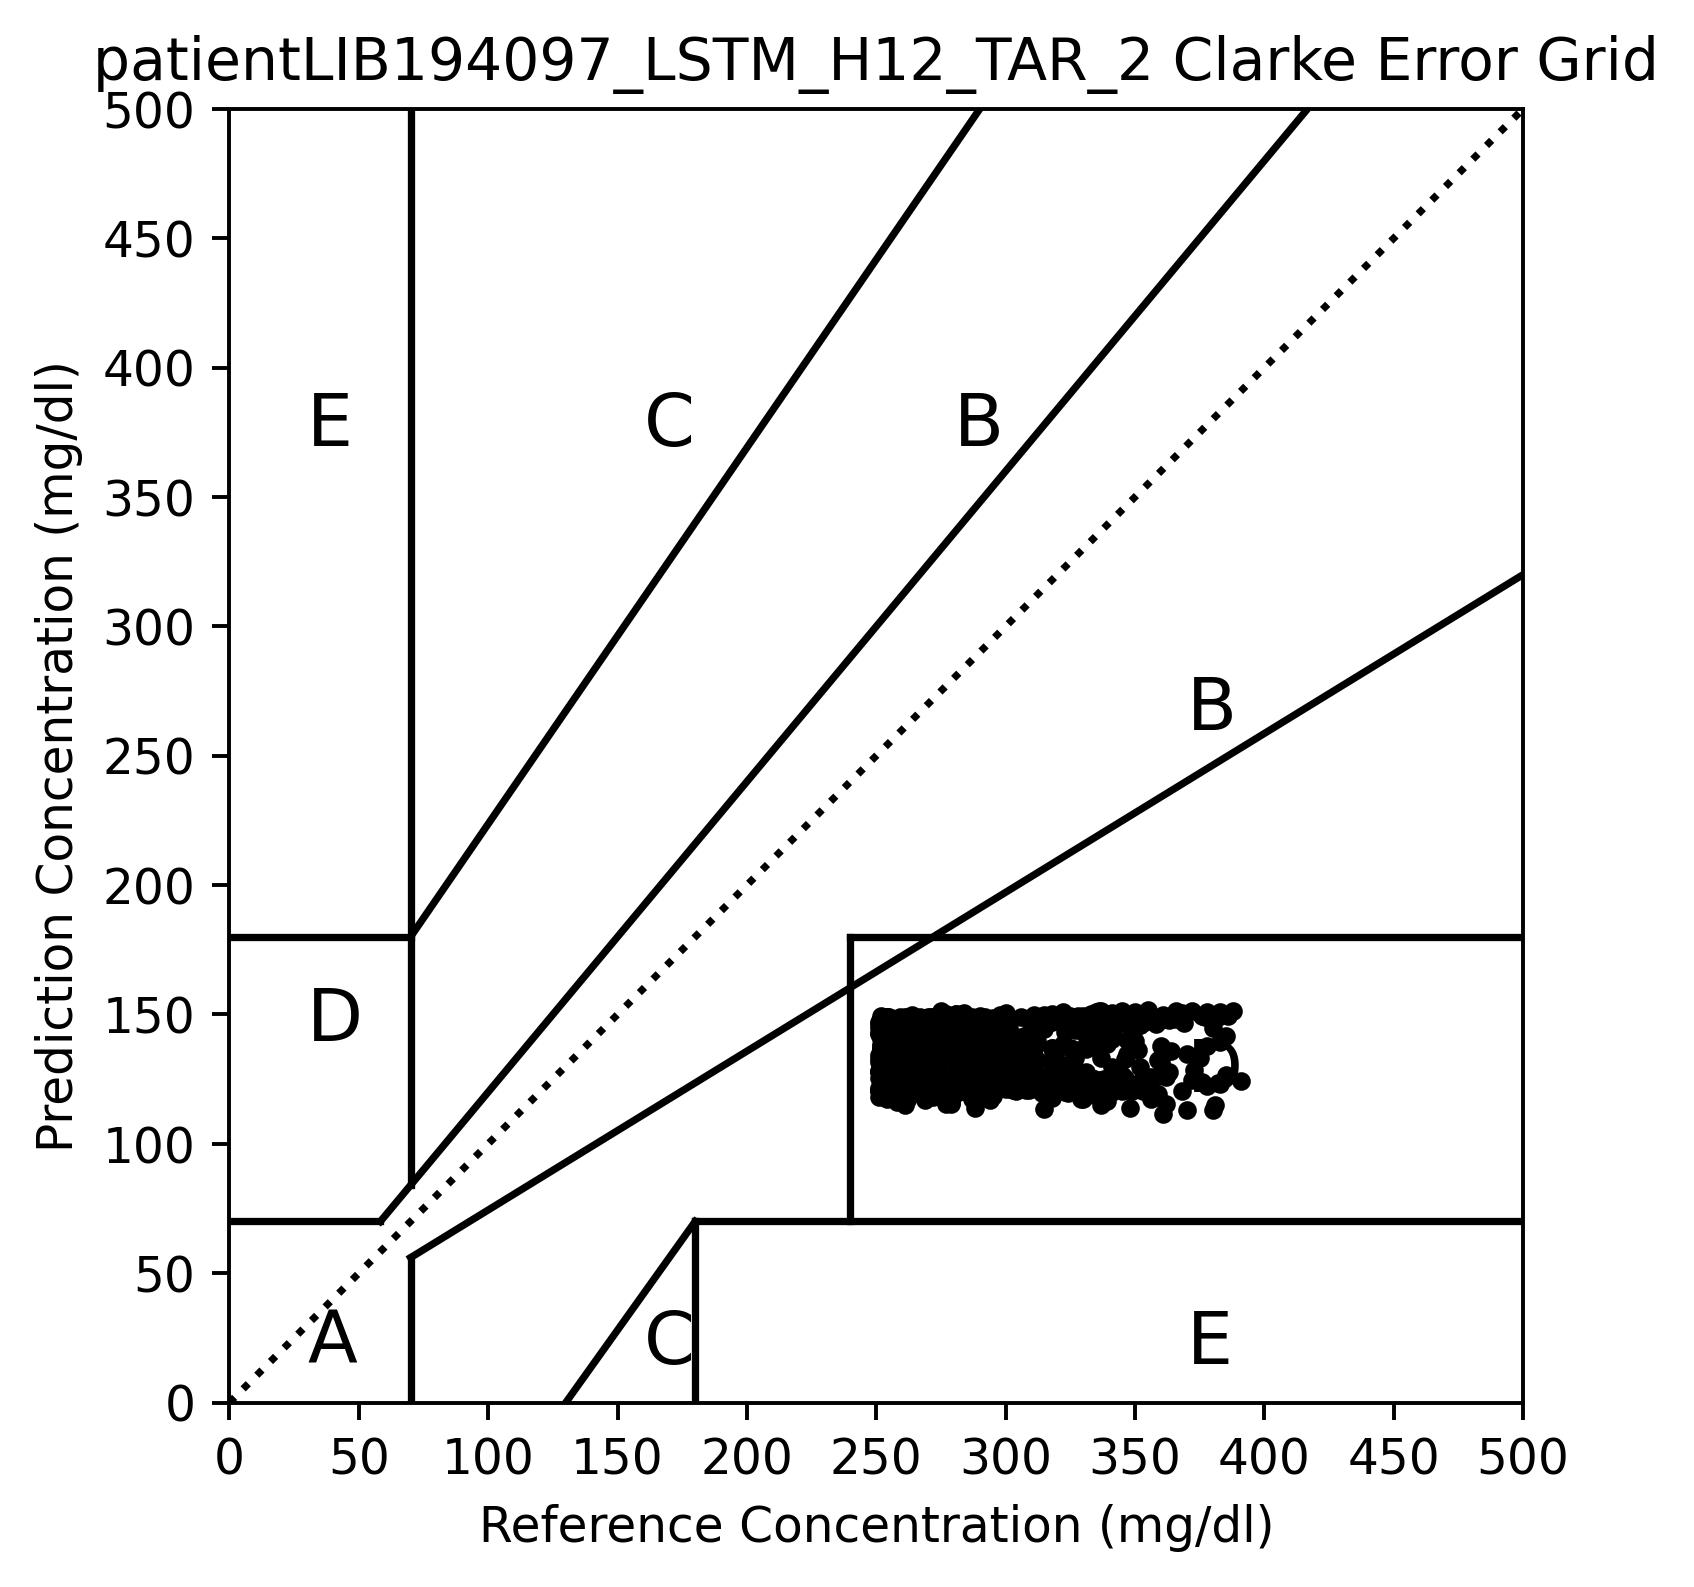 patientLIB194097_LSTM_H12_TAR_2 Clarke Error Grid
500
450
400
350
300
250
200
150
100
50
0
Prediction Concentration (mg/dl)
E
C
B
B
D
D
A
C
E
0 50 100 150 200 250 300 350 400 450 500
Reference Concentration (mg/dl)